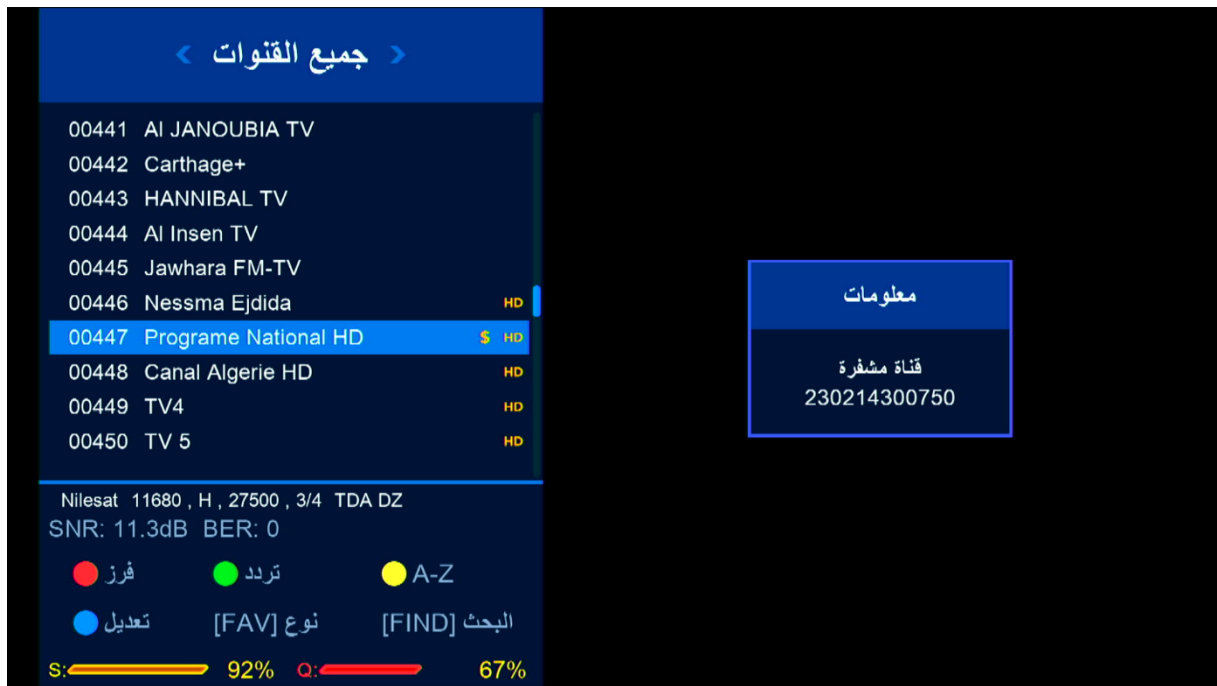 جميع القنوات
00441 Al JANOUBIA TV
00442 Carthage+
00443 HANNIBAL TV
00444 Al Insen TV
00445 Jawhara FM-TV
00446 Nessma Ejdida HD
00447 Programe National HD $ HD
00448 Canal Algerie HD HD
00449 TV4 HD
00450 TV 5 HD
Nilesat 11680 , H , 27500 , 3/4 TDA DZ
SNR: 11.3dB BER: 0
فرز تردد A-Z
تعديل نوع [FAV] البحث [FIND]
S: 92% Q: 67%
معلومات
قناة مشفرة
230214300750